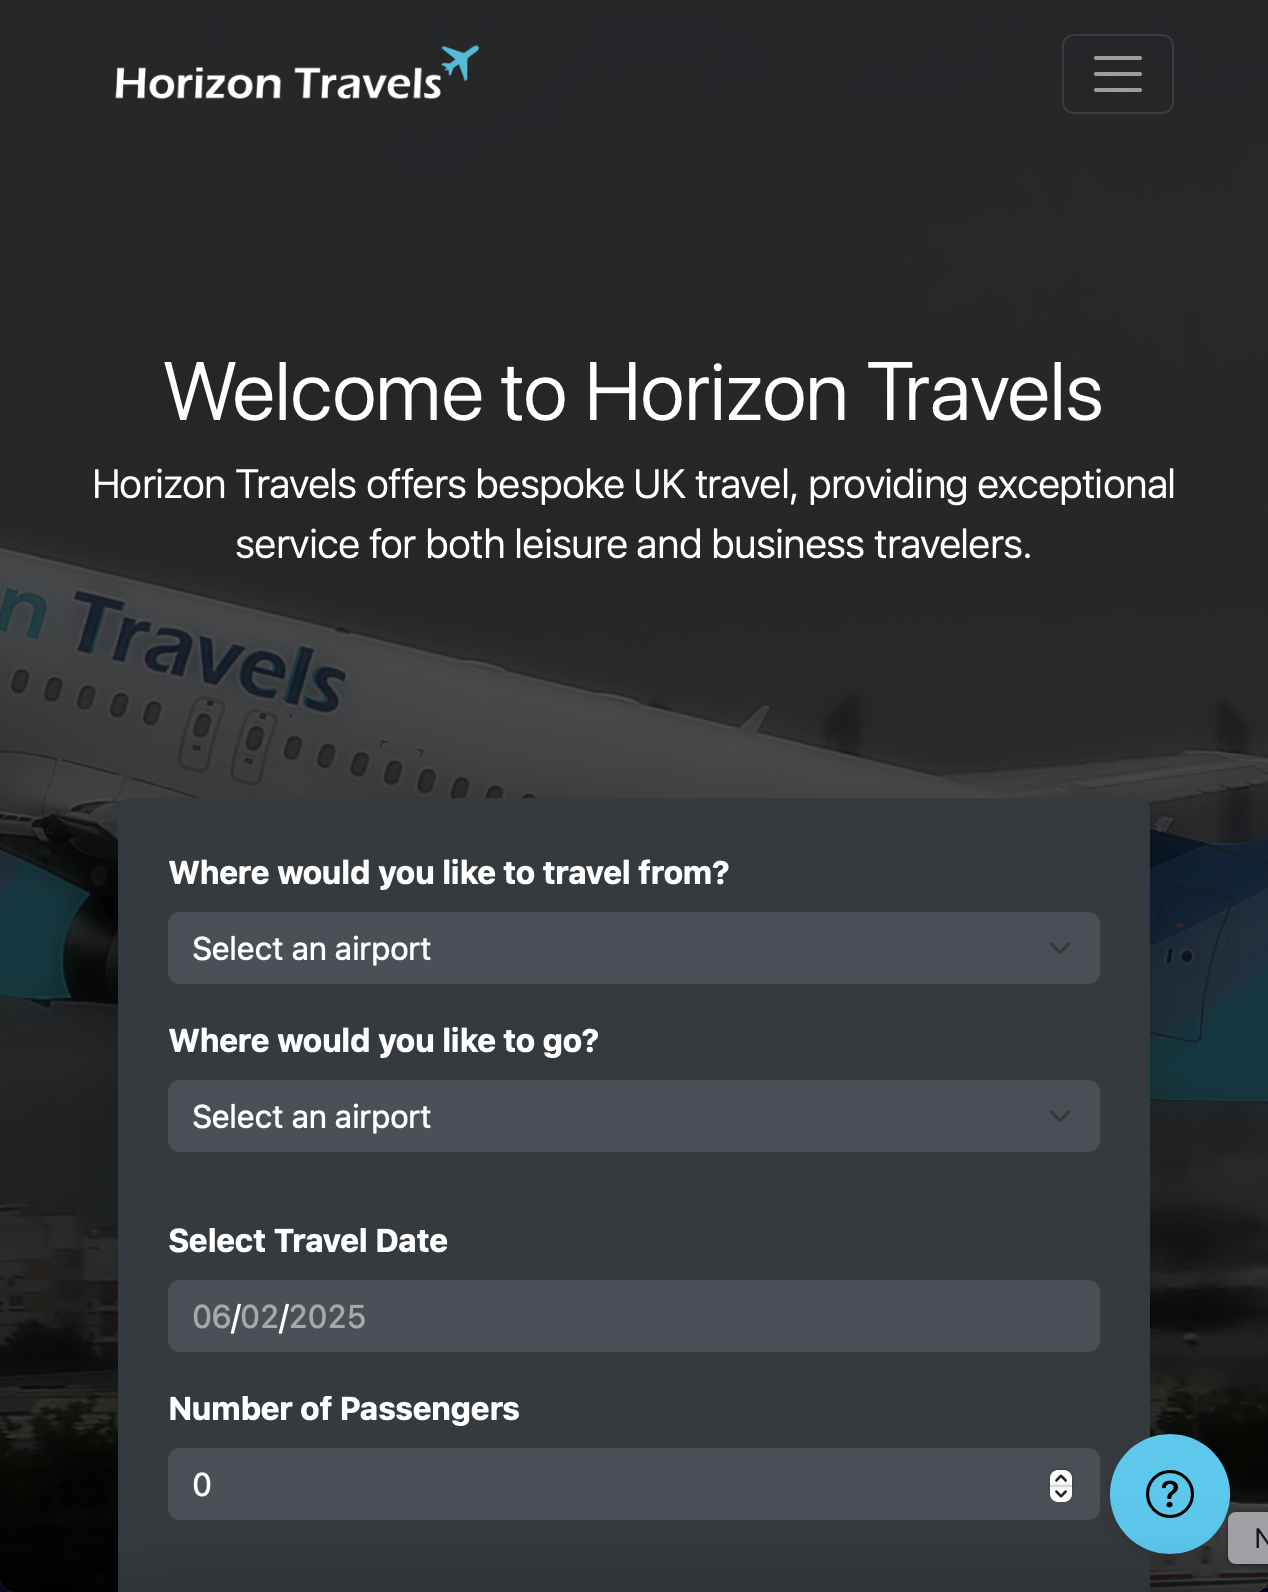 Horizon Travels
Welcome to Horizon Travels
Horizon Travels offers bespoke UK travel, providing exceptional
service for both leisure and business travelers.
n Travels
Where would you like to travel from?
Select an airport
Where would you like to go?
Select an airport
Select Travel Date
06/02/2025
Number of Passengers
0
?
N